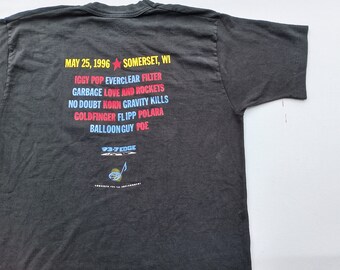 MAY 25, 1996 ★ SOMERSET, WI
IGGY POP EVERCLEAR FILTER
GARBAGE LOVE AND ROCKETS
NO DOUBT KORN GRAVITY KILLS
GOLDFINGER FLIPP POLARA
BALLOON GUY POE
93·7 EDGE